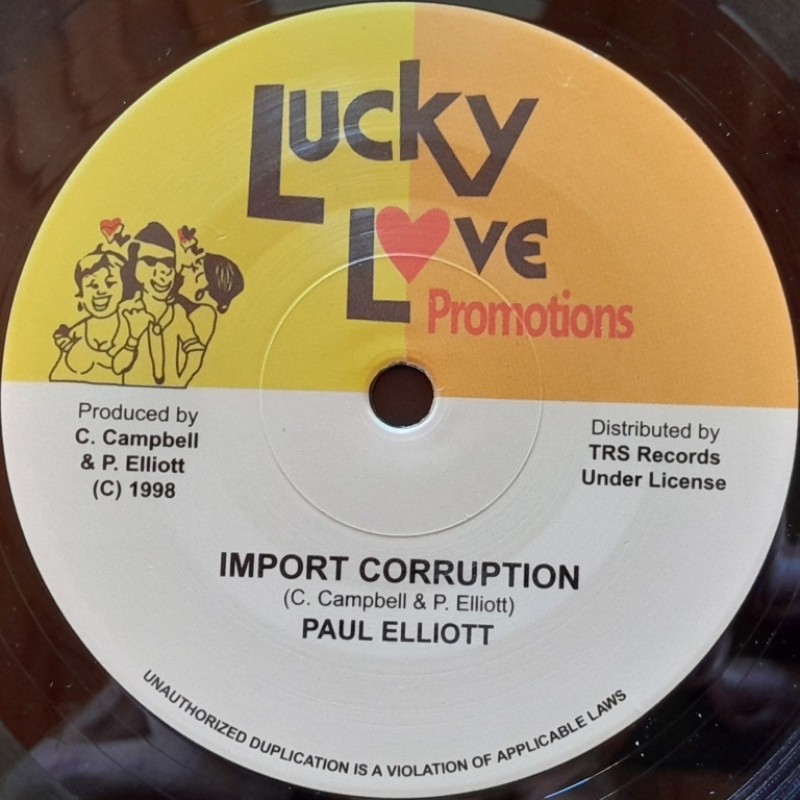 Lucky
Love
Promotions
Produced by
C. Campbell
& P. Elliott
(C) 1998
Distributed by
TRS Records
Under License
IMPORT CORRUPTION
(C. Campbell & P. Elliott)
PAUL ELLIOTT
UNAUTHORIZED DUPLICATION IS A VIOLATION OF APPLICABLE LAWS